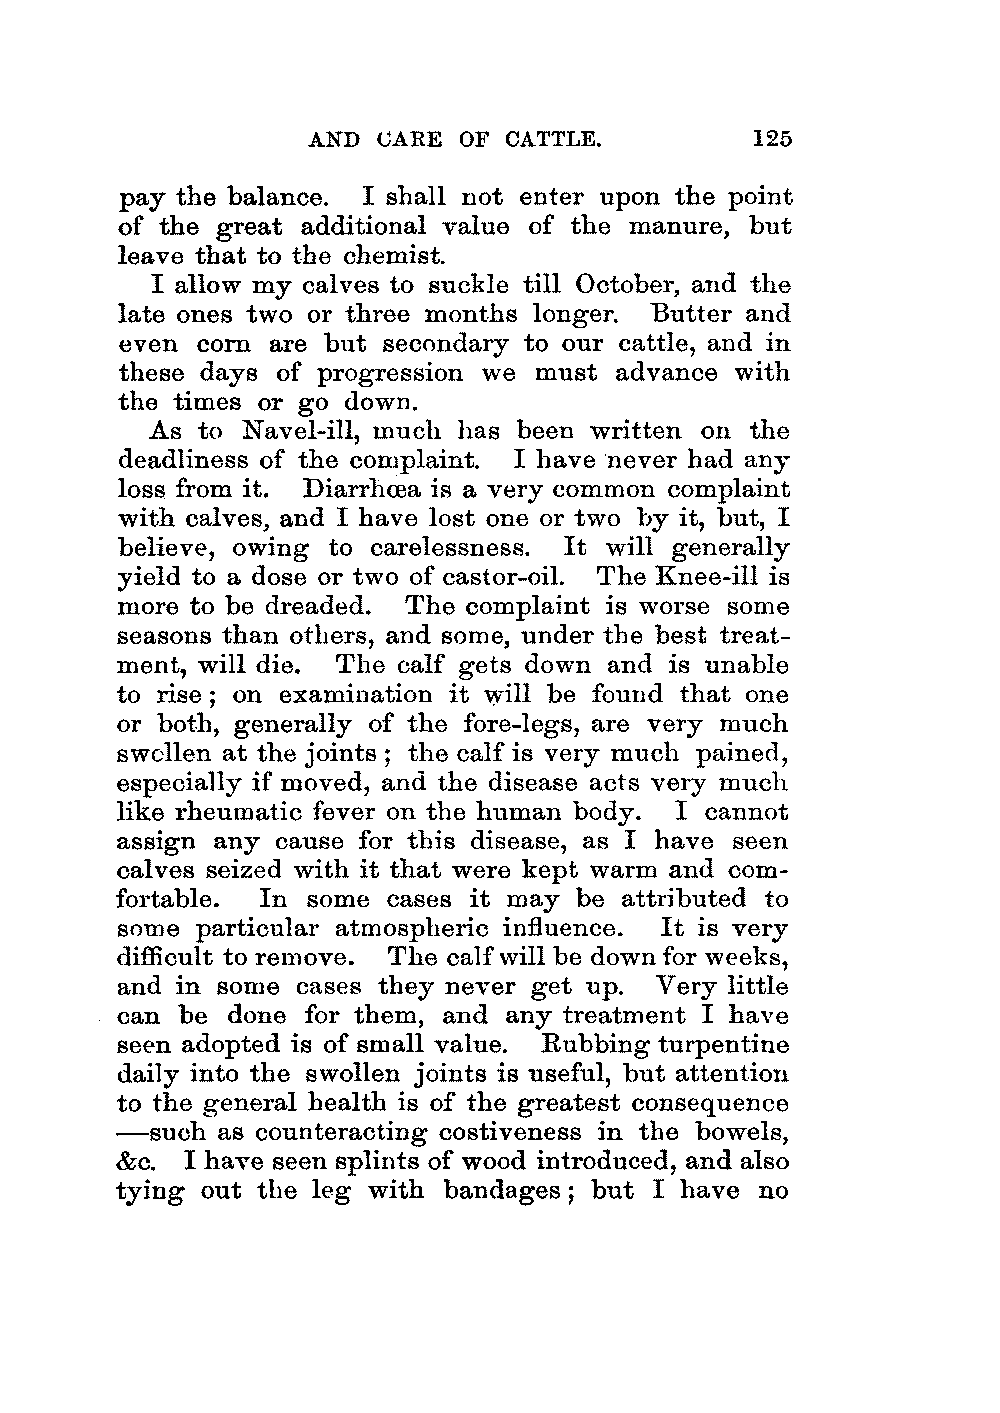 AND CARE OF CATTLE. 125
pay the balance. I shall not enter upon the point
of the great additional value of the manure, but
leave that to the chemist.
I allow my calves to suckle till October, and the
late ones two or three months longer. Butter and
even corn are but secondary to our cattle, and in
these days of progression we must advance with
the times or go down.
As to Navel-ill, much has been written on the
deadliness of the complaint. I have never had any
loss from it. Diarrhœa is a very common complaint
with calves, and I have lost one or two by it, but, I
believe, owing to carelessness. It will generally
yield to a dose or two of castor-oil. The Knee-ill is
more to be dreaded. The complaint is worse some
seasons than others, and some, under the best treat-
ment, will die. The calf gets down and is unable
to rise; on examination it will be found that one
or both, generally of the fore-legs, are very much
swollen at the joints; the calf is very much pained,
especially if moved, and the disease acts very much
like rheumatic fever on the human body. I cannot
assign any cause for this disease, as I have seen
calves seized with it that were kept warm and com-
fortable. In some cases it may be attributed to
some particular atmospheric influence. It is very
difficult to remove. The calf will be down for weeks,
and in some cases they never get up. Very little
can be done for them, and any treatment I have
seen adopted is of small value. Rubbing turpentine
daily into the swollen joints is useful, but attention
to the general health is of the greatest consequence
—such as counteracting costiveness in the bowels,
&c. I have seen splints of wood introduced, and also
tying out the leg with bandages; but I have no